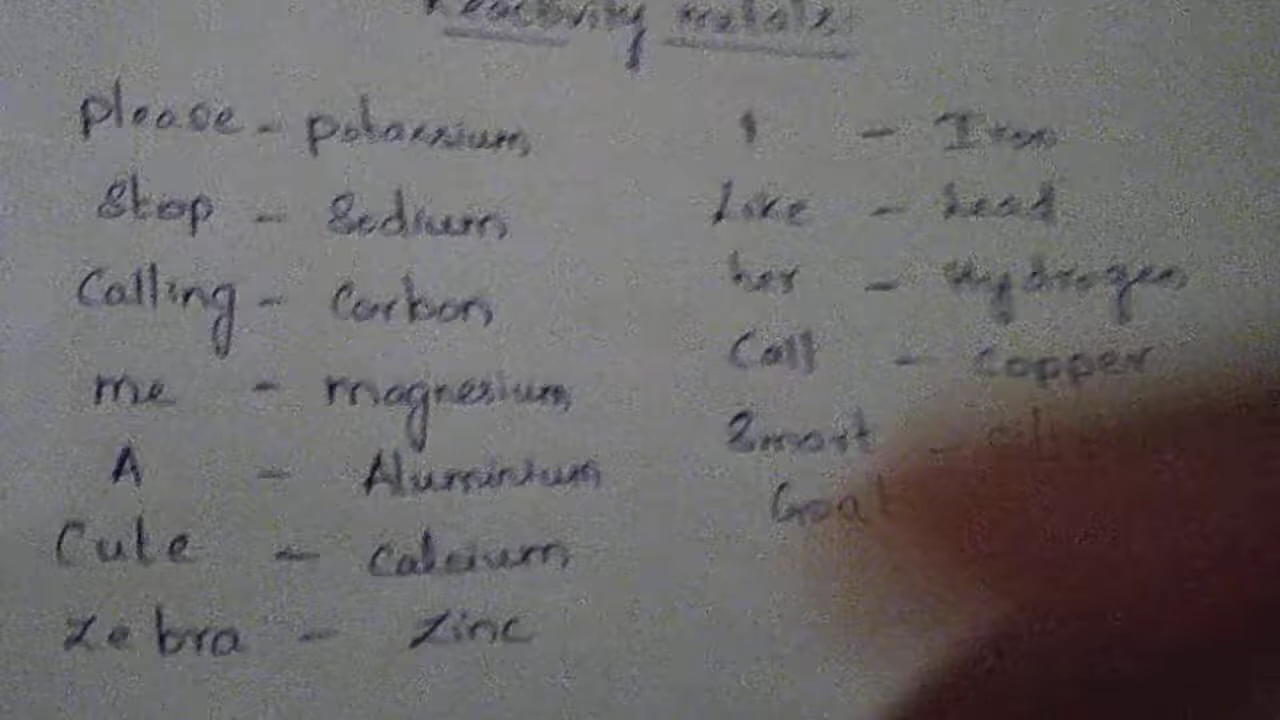 Reactivity metals
please - potassium
Stop - Sodium
Calling - Carbon
me - magnesium
A - Aluminium
Cute - Calcium
Zebra - Zinc
I - Iron
Like - Lead
her - Hydrogen
Call - Copper
Smart -
Goat